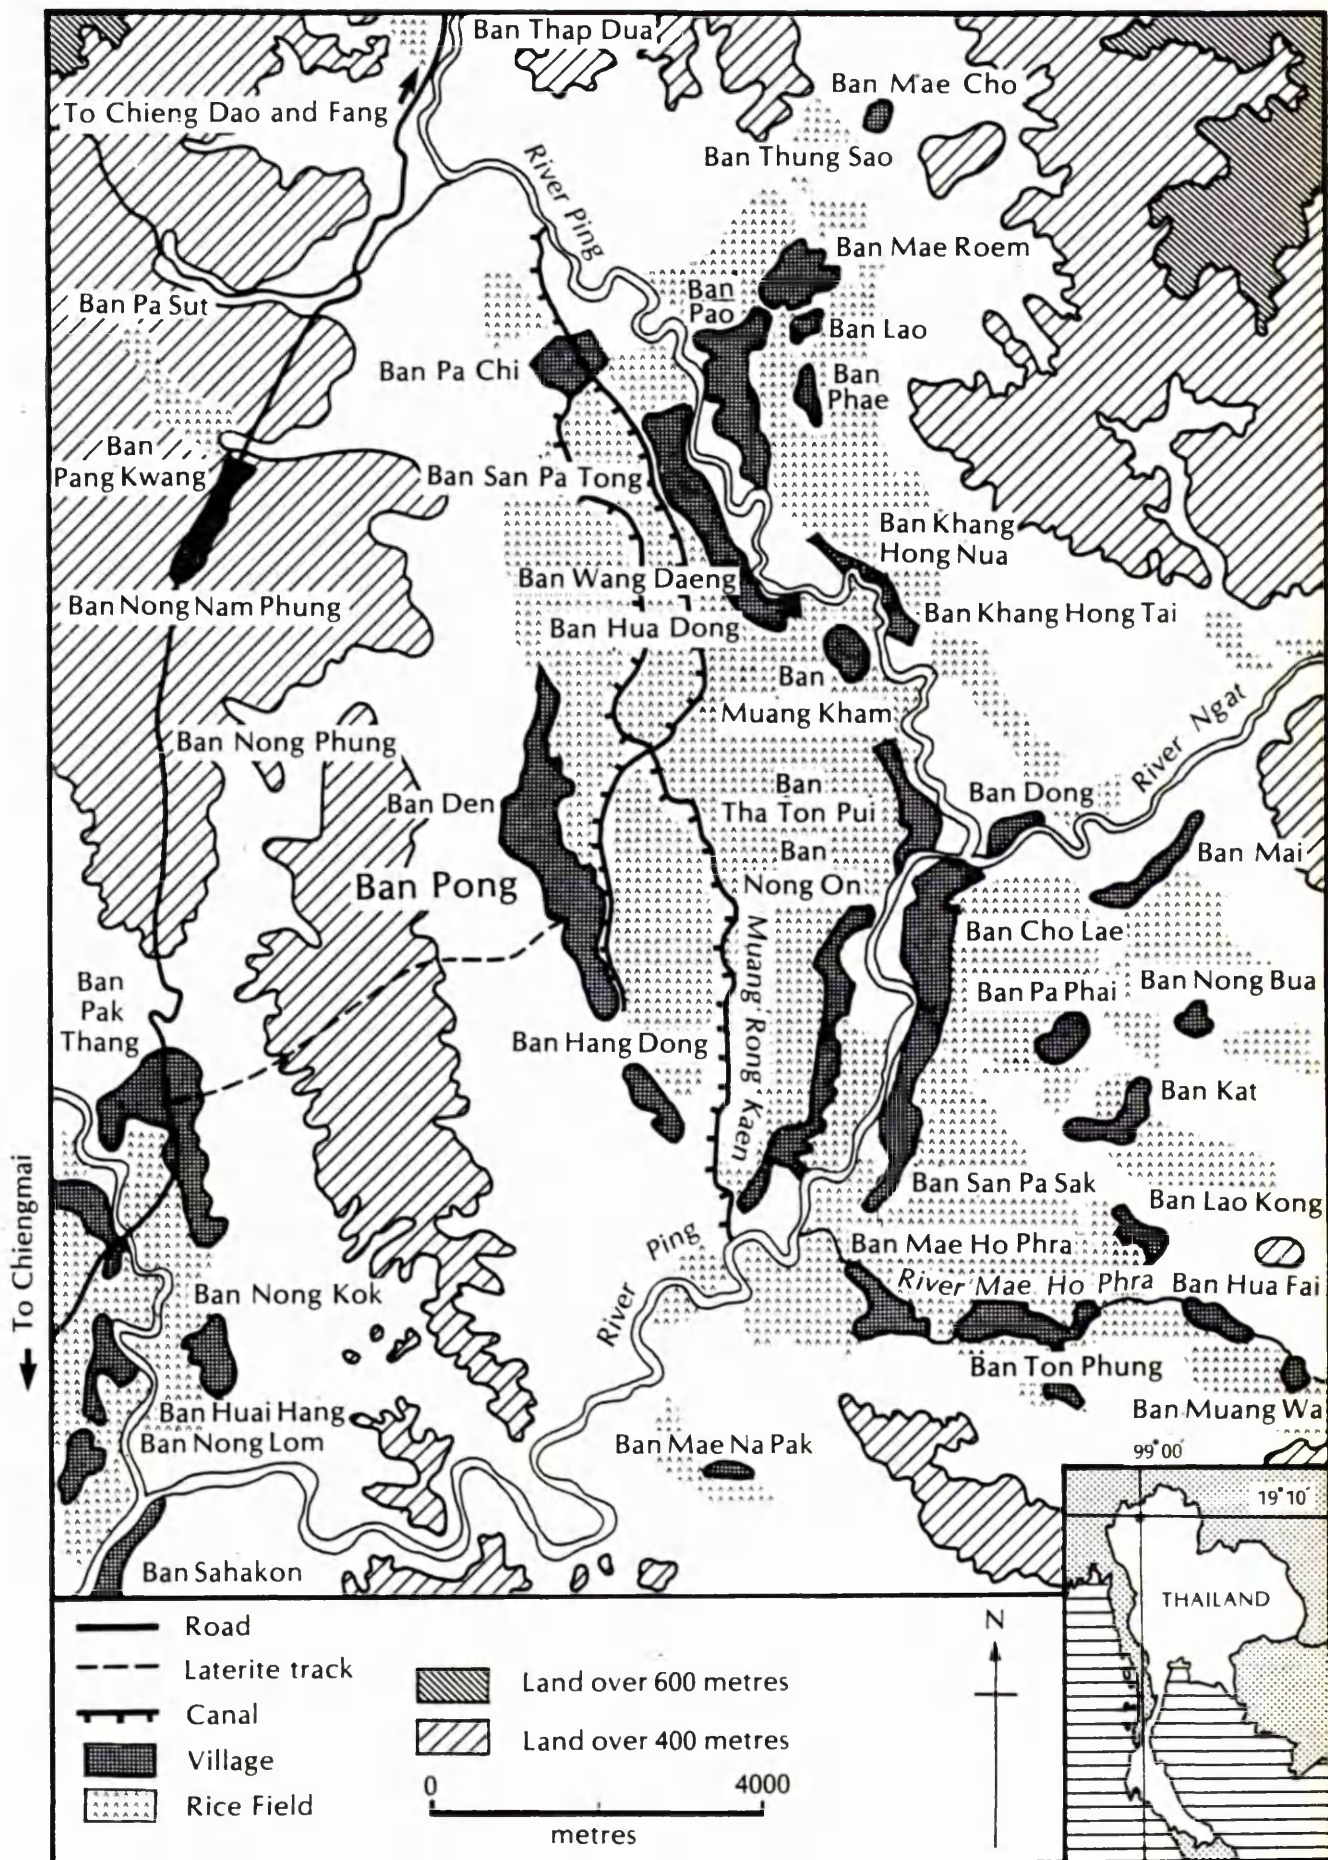 Ban Thap Dua
Ban Mae Cho
To Chieng Dao and Fang
Ban Thung Sao
River Ping
Ban Mae Roem
Ban
Pao
Ban Pa Sut
Ban Lao
Ban Pa Chi
Ban
Phae
Ban
Pang Kwang
Ban San Pa Tong
Ban Khang
Hong Nua
Ban Wang Daeng
Ban Nong Nam Phung
Ban Hua Dong
Ban Khang Hong Tai
Ban
Muang Kham
River Ngat
Ban Nong Phung
Ban
Tha Ton Pui
Ban Dong
Ban Den
Ban
Nong On
Ban Mai
Ban Pong
Ban Cho Lae
Muang Rong Kaen
Ban
Pak
Thang
Ban Pa Phai
Ban Nong Bua
Ban Hang Dong
Ban Kat
Ban San Pa Sak
Ban Lao Kong
To Chiengmai
River Ping
Ban Mae Ho Phra
River Mae Ho Phra
Ban Hua Fai
Ban Nong Kok
Ban Ton Phung
Ban Huai Hang
Ban Muang Wa
Ban Nong Lom
Ban Mae Na Pak
99°00'
19°10'
Ban Sahakon
THAILAND
Road
Laterite track
Canal
Village
Rice Field
Land over 600 metres
Land over 400 metres
0 4000
metres
N